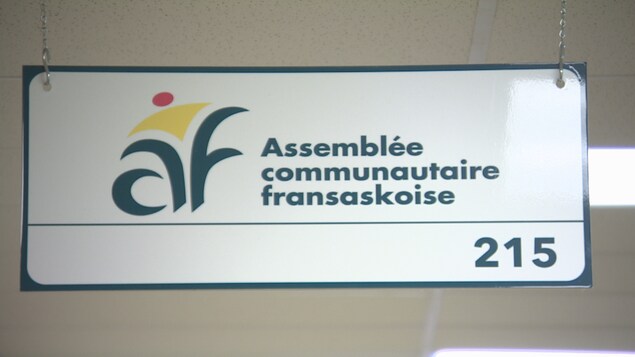 af
Assemblée
communautaire
fransaskoise
215